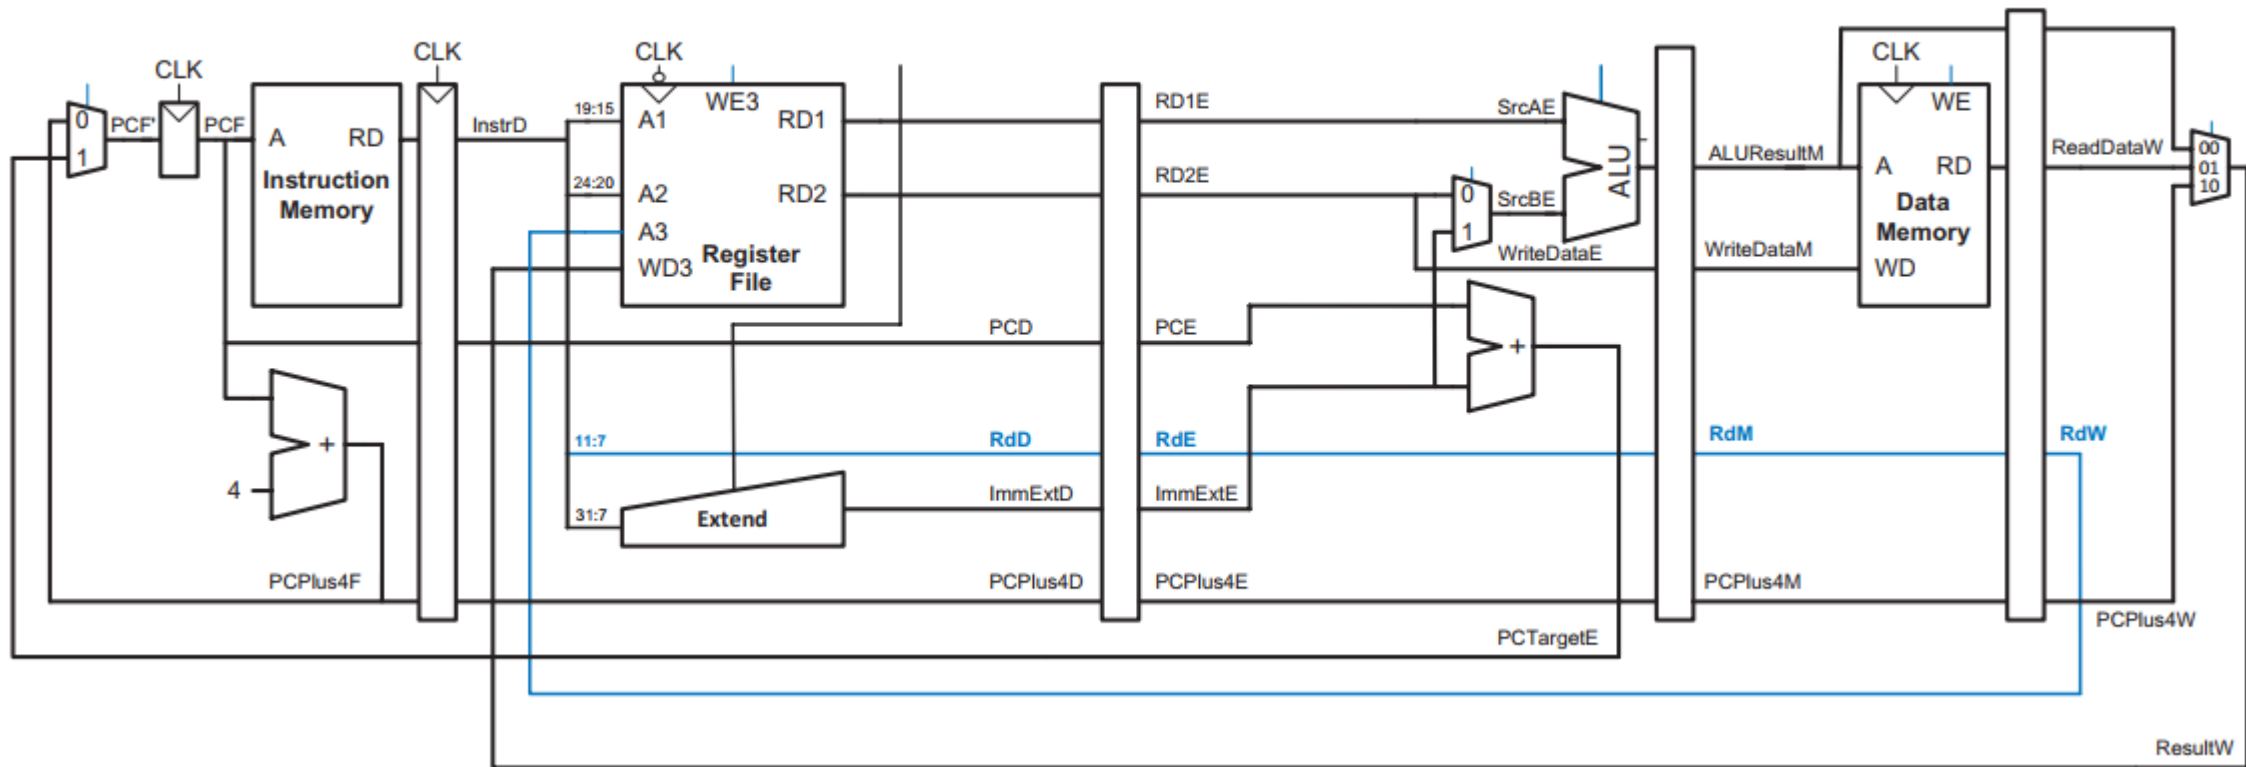 CLK
0
1
PCF'
PCF
A
RD
Instruction
Memory
CLK
InstrD
4
+
PCPlus4F
CLK
WE3
19:15
A1
RD1
24:20
A2
RD2
A3
WD3
Register
File
11:7
31:7
Extend
PCD
RdD
ImmExtD
PCPlus4D
RD1E
RD2E
PCE
RdE
ImmExtE
PCPlus4E
SrcAE
0
1
SrcBE
ALU
WriteDataE
+
PCTargetE
ALUResultM
WriteDataM
RdM
PCPlus4M
CLK
WE
A
RD
Data
Memory
WD
ReadDataW
00
01
10
RdW
PCPlus4W
ResultW